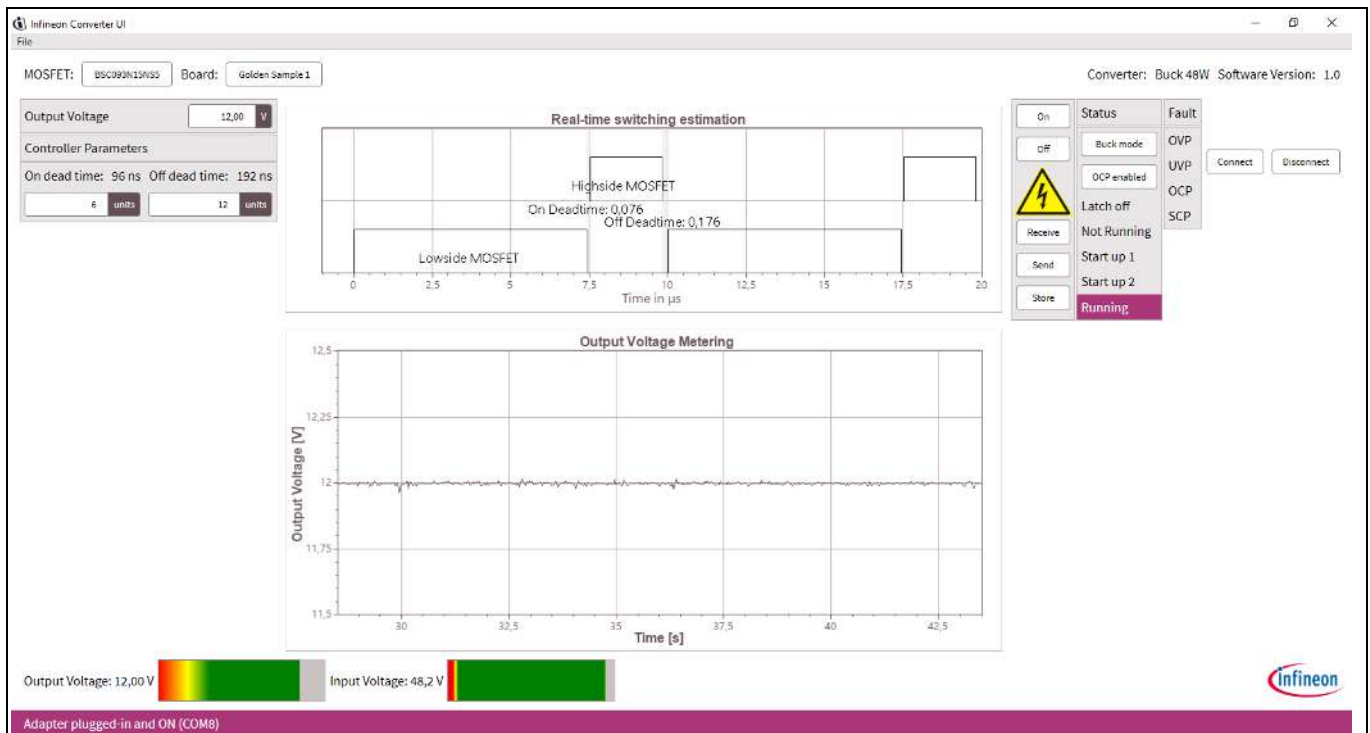 Infineon Converter UI
File
MOSFET: BSC093N15NS5 Board: Golden Sample 1
Converter: Buck 48W Software Version: 1.0
Output Voltage 12,00 V
Controller Parameters
On dead time: 96 ns Off dead time: 192 ns
6 units 12 units
Real-time switching estimation
Highside MOSFET
On Deadtime: 0,076
Off Deadtime: 0,176
Lowside MOSFET
0 2,5 5 7,5 10 12,5 15 17,5 20
Time in µs
On
Off
Receive
Send
Store
Status
Buck mode
OCP enabled
Latch off
Not Running
Start up 1
Start up 2
Running
Fault
OVP
UVP
OCP
SCP
Connect Disconnect
Output Voltage Metering
Output Voltage [V]
12,5
12,25
12
11,75
11,5
30 32,5 35 37,5 40 42,5
Time [s]
Output Voltage: 12,00 V
Input Voltage: 48,2 V
infineon
Adapter plugged-in and ON (COM8)